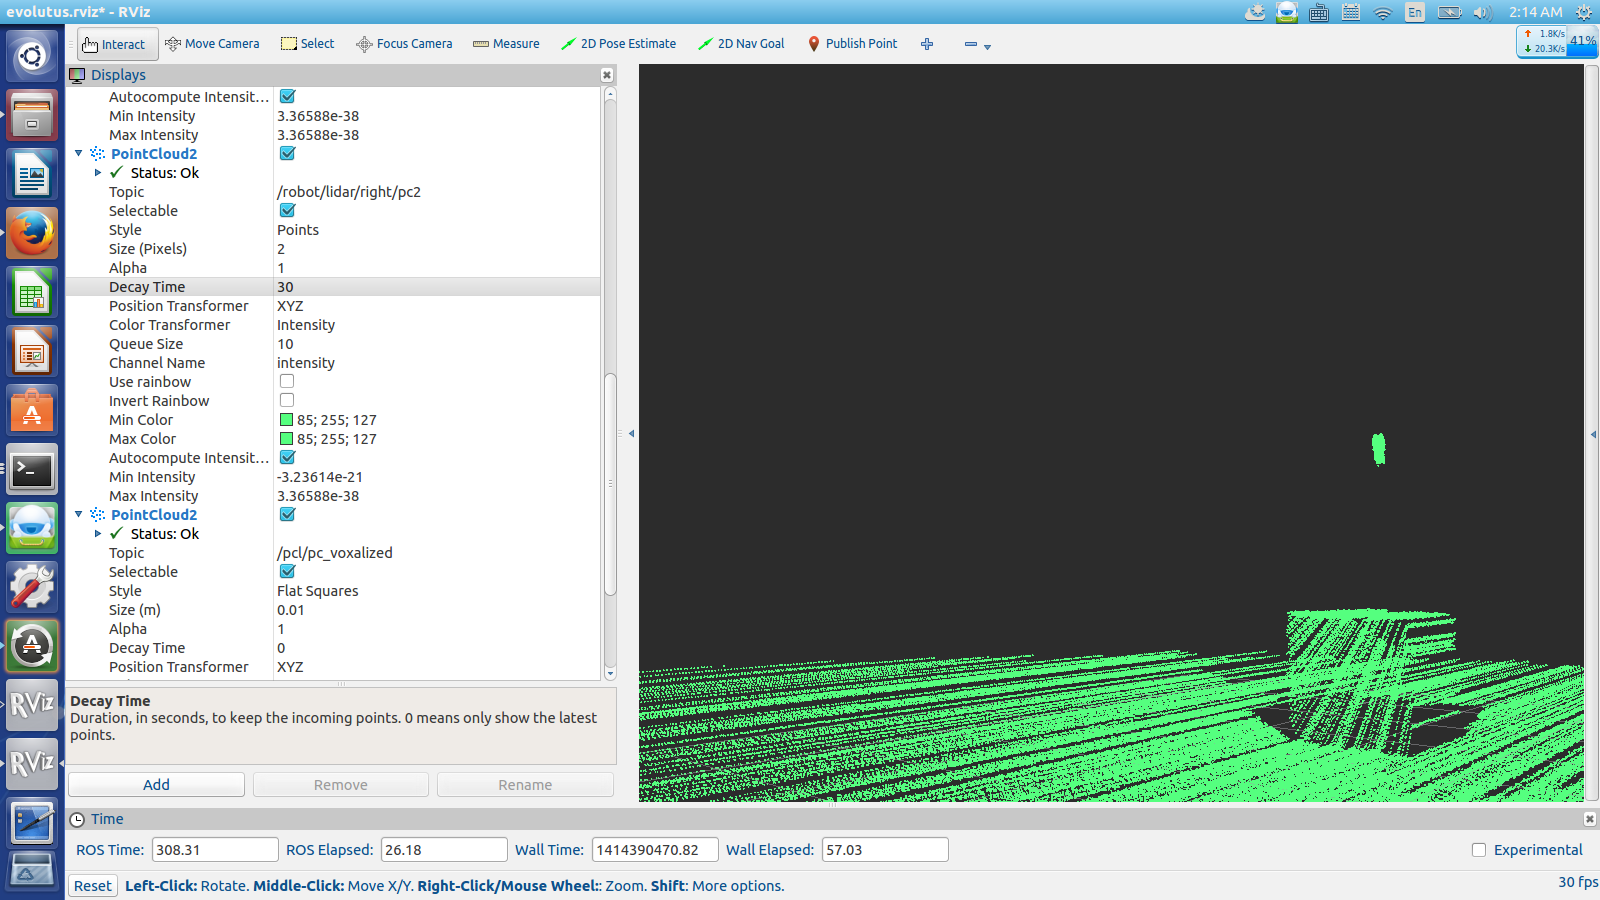 evolutus.rviz* - RViz
En
2:14 AM
Interact
Move Camera
Select
Focus Camera
Measure
2D Pose Estimate
2D Nav Goal
Publish Point
1.8K/s
20.3K/s
41%
Displays
Autocompute Intensit...
Min Intensity 3.36588e-38
Max Intensity 3.36588e-38
PointCloud2
Status: Ok
Topic /robot/lidar/right/pc2
Selectable
Style Points
Size (Pixels) 2
Alpha 1
Decay Time 30
Position Transformer XYZ
Color Transformer Intensity
Queue Size 10
Channel Name intensity
Use rainbow
Invert Rainbow
Min Color 85; 255; 127
Max Color 85; 255; 127
Autocompute Intensit...
Min Intensity -3.23614e-21
Max Intensity 3.36588e-38
PointCloud2
Status: Ok
Topic /pcl/pc_voxalized
Selectable
Style Flat Squares
Size (m) 0.01
Alpha 1
Decay Time 0
Position Transformer XYZ
Decay Time
Duration, in seconds, to keep the incoming points. 0 means only show the latest
points.
Add
Remove
Rename
RViz
RViz
Time
ROS Time: 308.31 ROS Elapsed: 26.18 Wall Time: 1414390470.82 Wall Elapsed: 57.03 Experimental
Reset Left-Click: Rotate. Middle-Click: Move X/Y. Right-Click/Mouse Wheel:: Zoom. Shift: More options. 30 fps